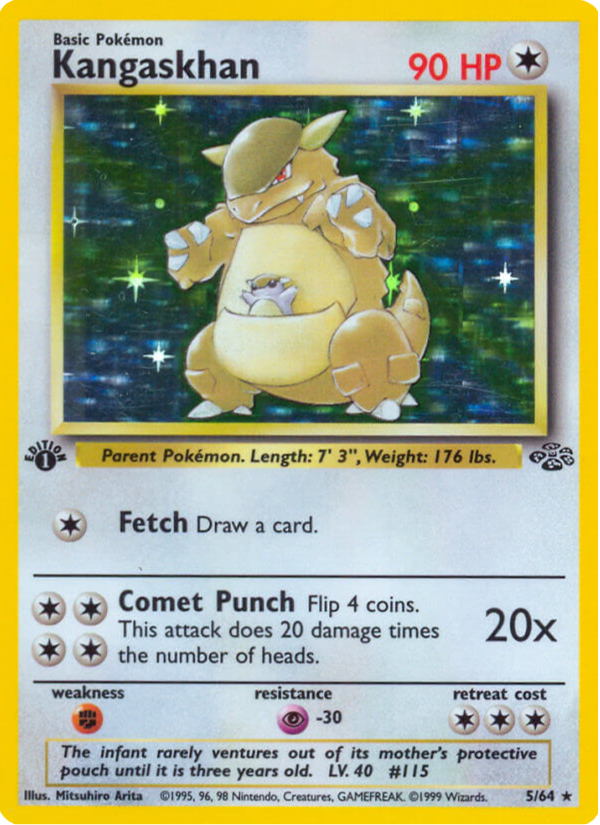 Basic Pokémon
Kangaskhan 90 HP
EDITION 1
Parent Pokémon. Length: 7' 3", Weight: 176 lbs.
Fetch Draw a card.
Comet Punch Flip 4 coins.
This attack does 20 damage times
the number of heads.
20x
weakness resistance retreat cost
-30
The infant rarely ventures out of its mother's protective
pouch until it is three years old. LV. 40 #115
Illus. Mitsuhiro Arita ©1995, 96, 98 Nintendo, Creatures, GAMEFREAK. ©1999 Wizards. 5/64 ★